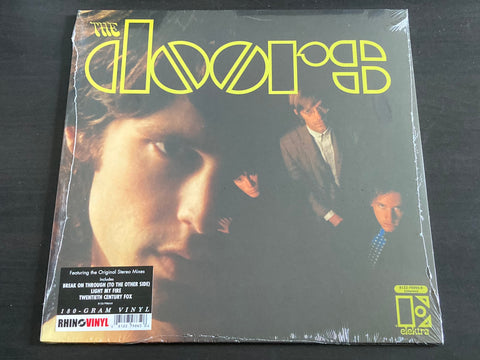 THE
doors
Featuring the Original Stereo Mixes
Includes
BREAK ON THROUGH (TO THE OTHER SIDE)
LIGHT MY FIRE
TWENTIETH CENTURY FOX
180-GRAM VINYL
RHINO VINYL
elektra